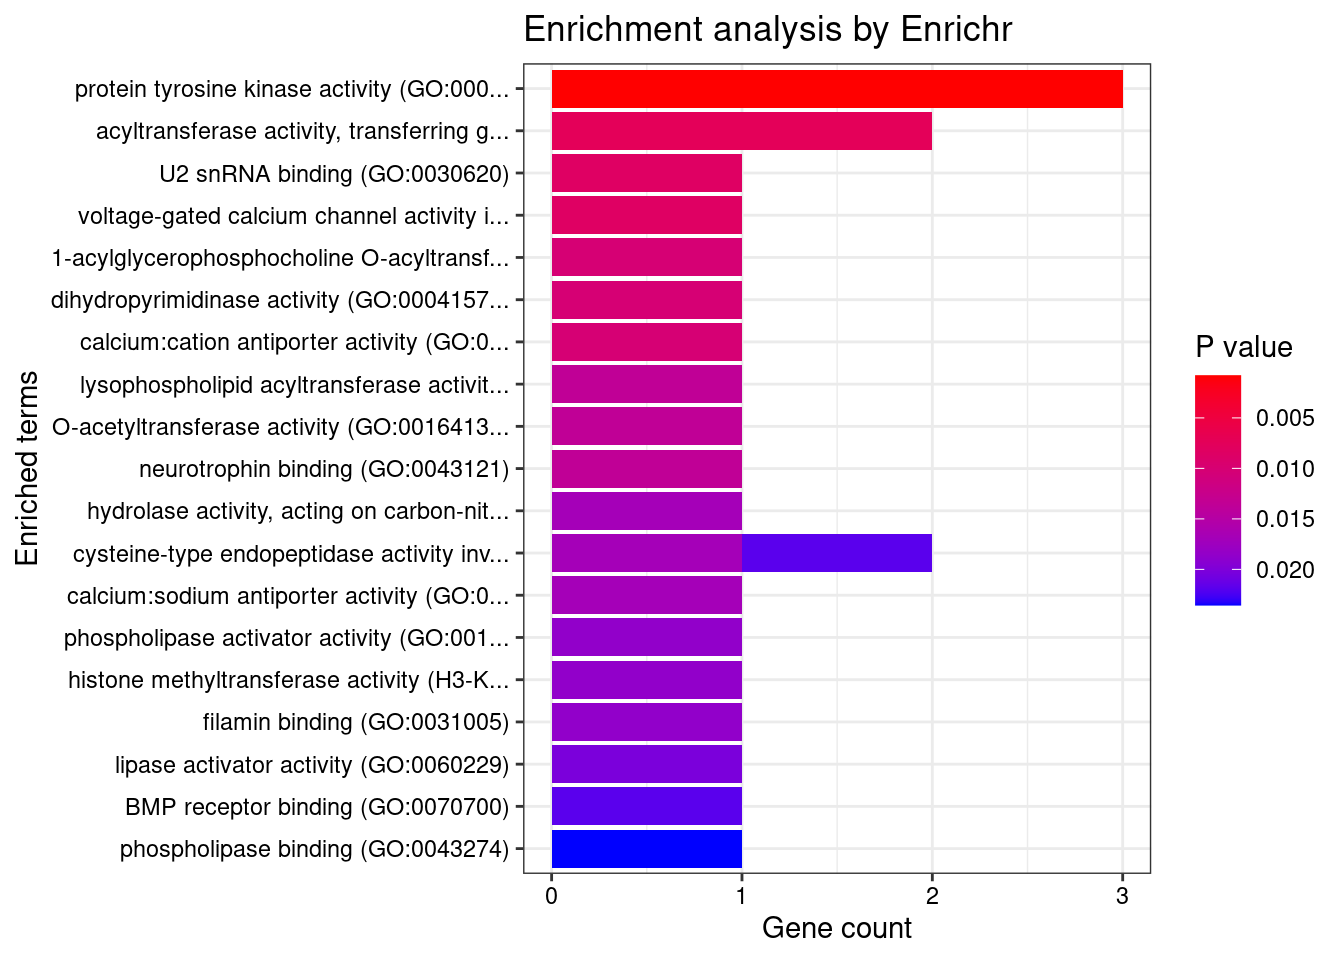 Enrichment analysis by Enrichr
protein tyrosine kinase activity (GO:000...
acyltransferase activity, transferring g...
U2 snRNA binding (GO:0030620)
voltage-gated calcium channel activity i...
1-acylglycerophosphocholine O-acyltransf...
dihydropyrimidinase activity (GO:0004157...
calcium:cation antiporter activity (GO:0...
lysophospholipid acyltransferase activit...
O-acetyltransferase activity (GO:0016413...
neurotrophin binding (GO:0043121)
hydrolase activity, acting on carbon-nit...
cysteine-type endopeptidase activity inv...
calcium:sodium antiporter activity (GO:0...
phospholipase activator activity (GO:001...
histone methyltransferase activity (H3-K...
filamin binding (GO:0031005)
lipase activator activity (GO:0060229)
BMP receptor binding (GO:0070700)
phospholipase binding (GO:0043274)
Enriched terms
0 1 2 3
Gene count
P value
0.005
0.010
0.015
0.020